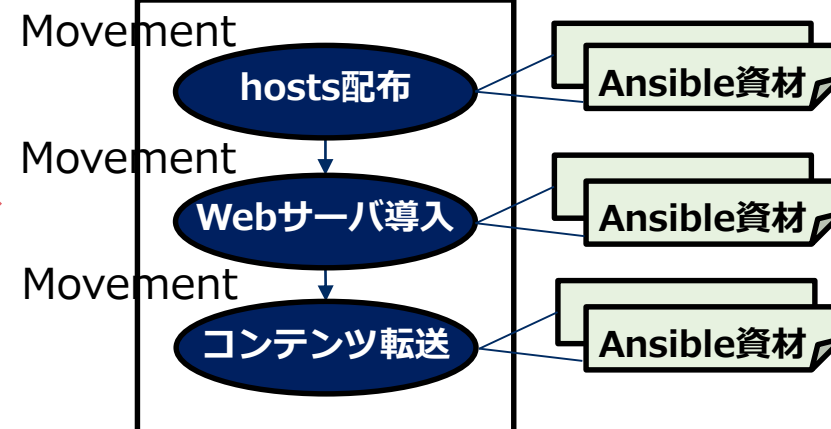 Movement
hosts配布
Ansible資材
Movement
Webサーバ導入
Ansible資材
Movement
コンテンツ転送
Ansible資材